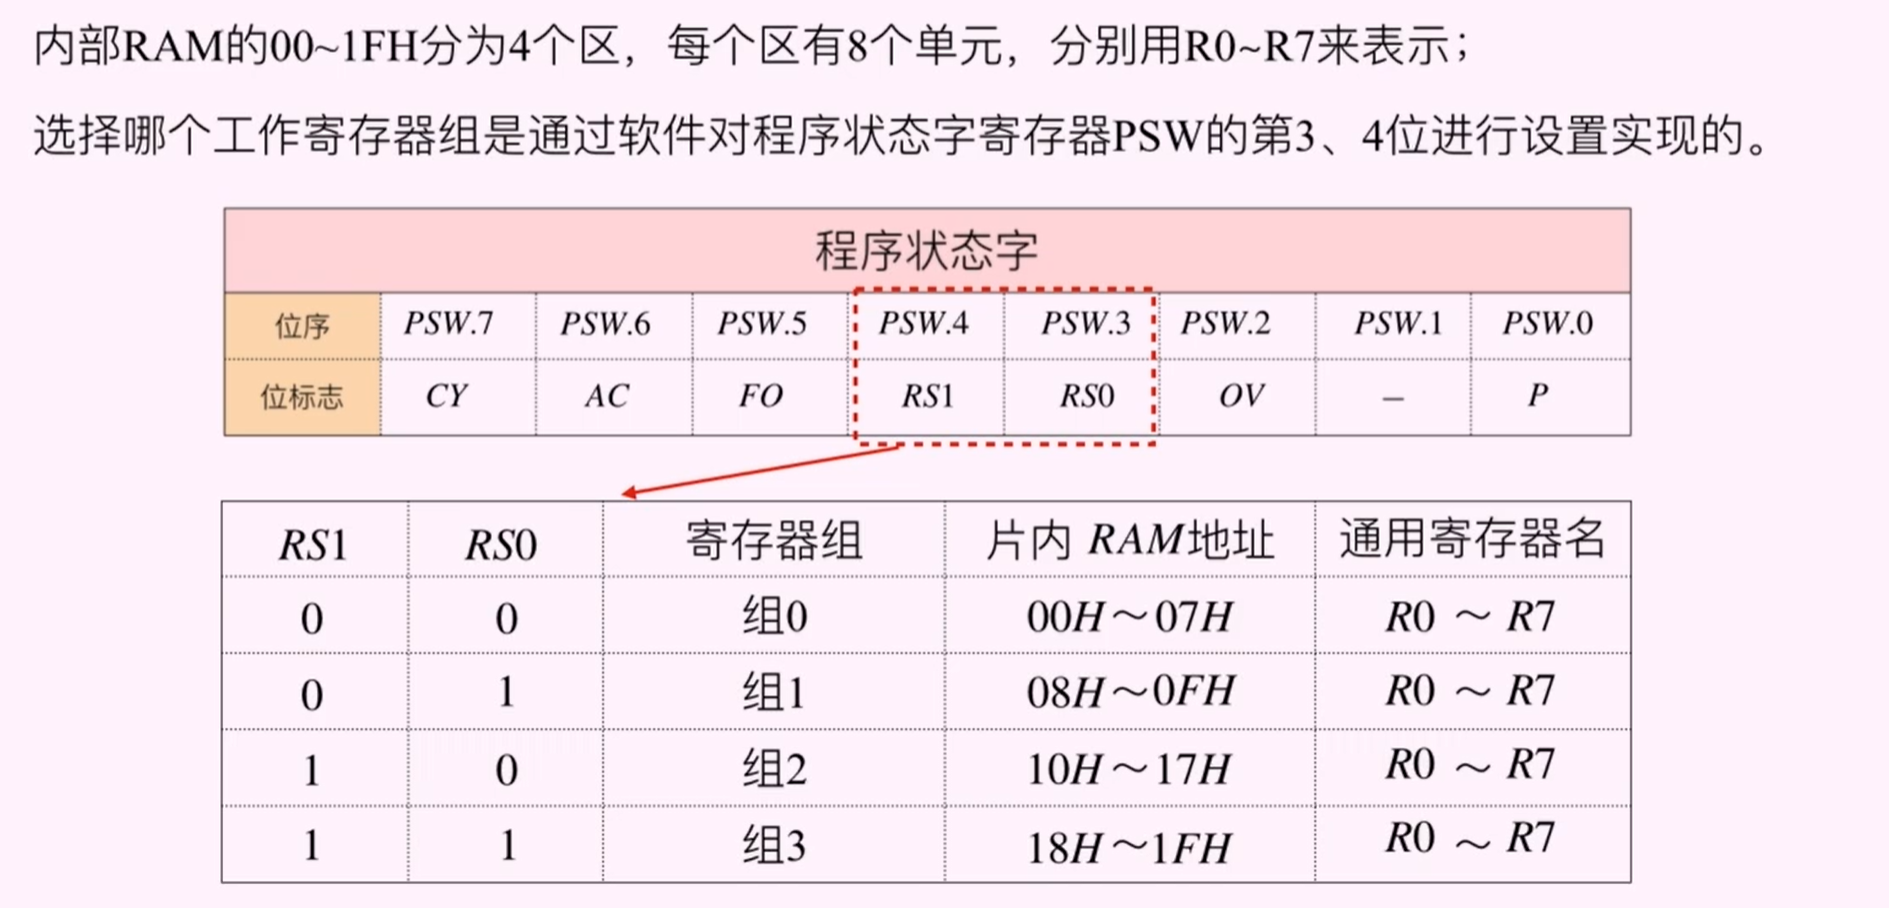 内部RAM的00~1FH分为4个区，每个区有8个单元，分别用R0~R7来表示；
选择哪个工作寄存器组是通过软件对程序状态字寄存器PSW的第3、4位进行设置实现的。
程序状态字
位序 PSW.7 PSW.6 PSW.5 PSW.4 PSW.3 PSW.2 PSW.1 PSW.0
位标志 CY AC FO RS1 RS0 OV — P
RS1 RS0 寄存器组 片内 RAM地址 通用寄存器名
0 0 组0 00H～07H R0 ～ R7
0 1 组1 08H～0FH R0 ～ R7
1 0 组2 10H～17H R0 ～ R7
1 1 组3 18H～1FH R0 ～ R7